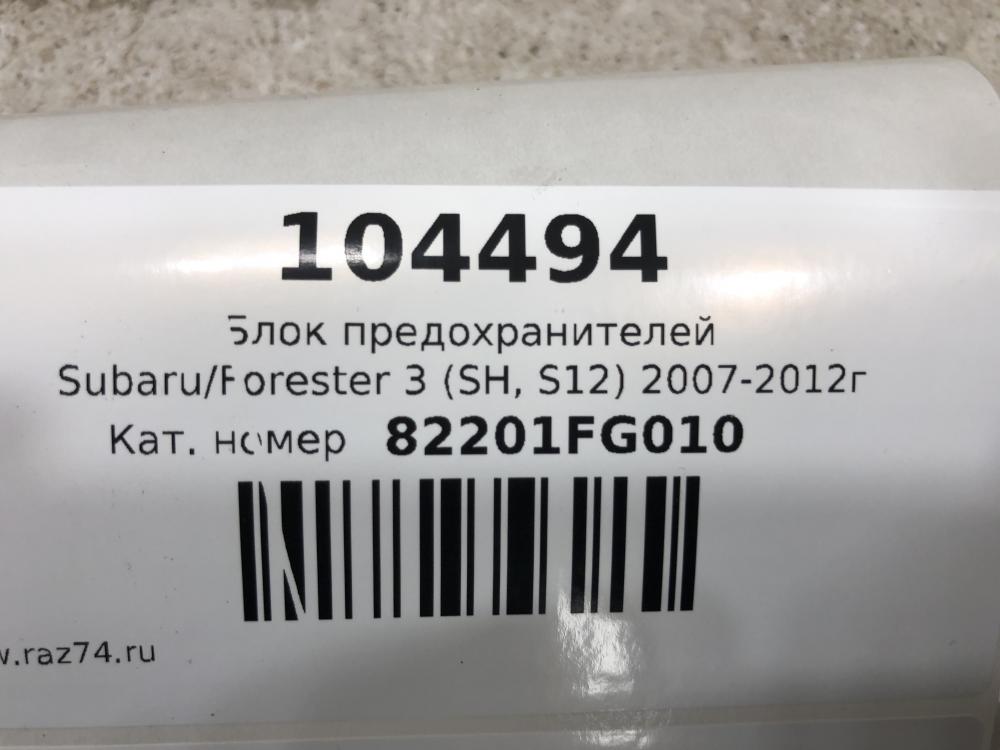 104494
Блок предохранителей
Subaru/Forester 3 (SH, S12) 2007-2012г
Кат. номер 82201FG010
w.raz74.ru